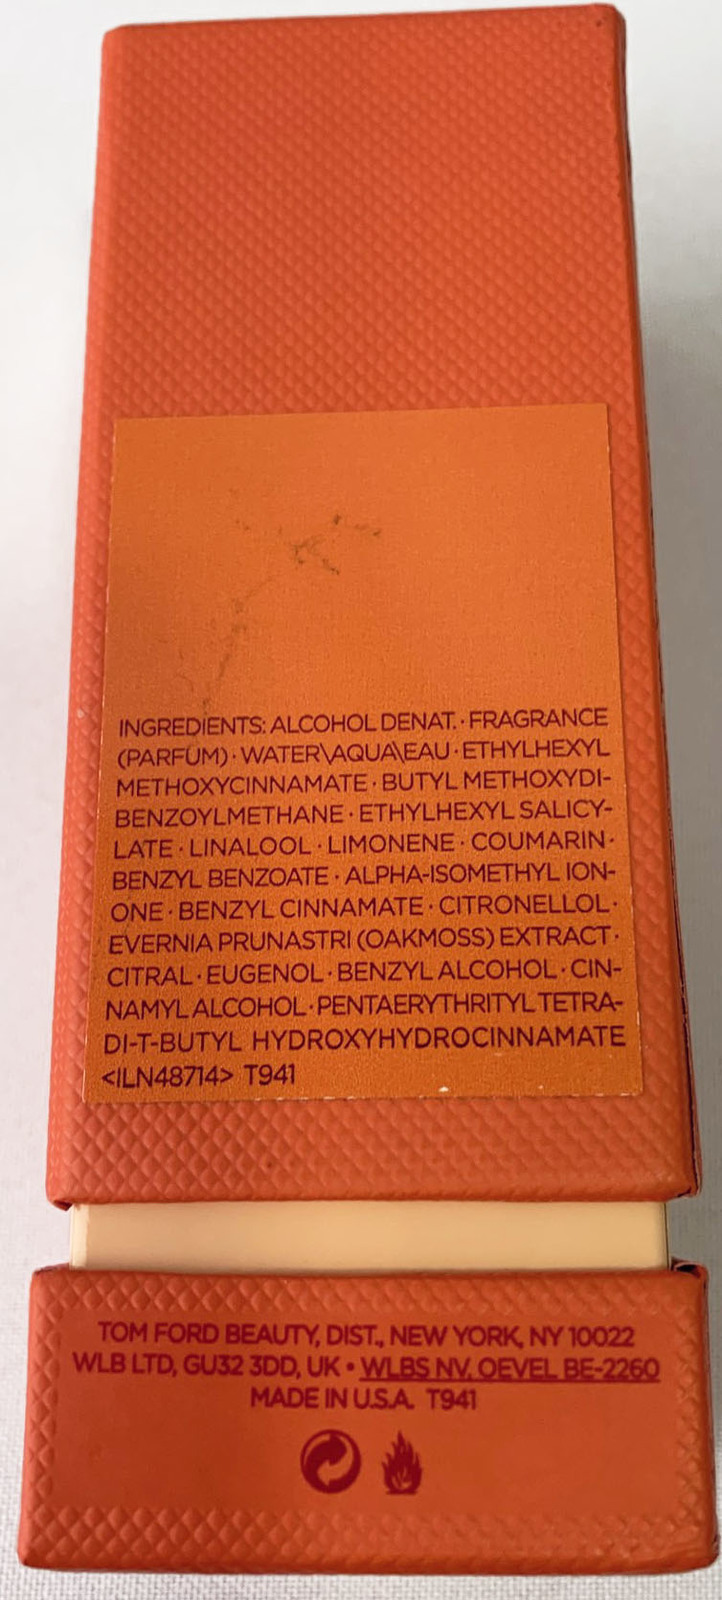 INGREDIENTS: ALCOHOL DENAT. · FRAGRANCE
(PARFUM) · WATER\AQUA\EAU · ETHYLHEXYL
METHOXYCINNAMATE · BUTYL METHOXYDI-
BENZOYLMETHANE · ETHYLHEXYL SALICY-
LATE · LINALOOL · LIMONENE · COUMARIN ·
BENZYL BENZOATE · ALPHA-ISOMETHYL ION-
ONE · BENZYL CINNAMATE · CITRONELLOL ·
EVERNIA PRUNASTRI (OAKMOSS) EXTRACT ·
CITRAL · EUGENOL · BENZYL ALCOHOL · CIN-
NAMYL ALCOHOL · PENTAERYTHRITYL TETRA-
DI-T-BUTYL HYDROXYHYDROCINNAMATE
<ILN48714> T941
TOM FORD BEAUTY, DIST., NEW YORK, NY 10022
WLB LTD, GU32 3DD, UK • WLBS NV, OEVEL BE-2260
MADE IN U.S.A. T941